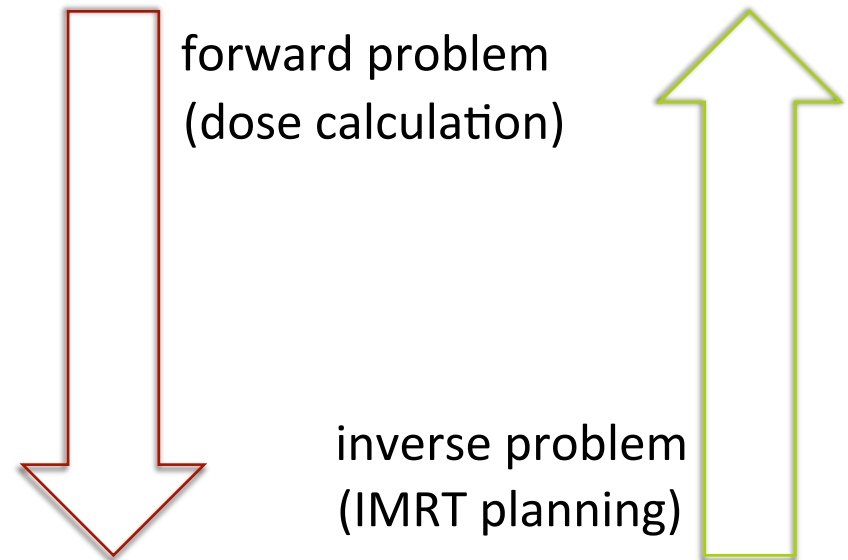 forward problem
(dose calculation)
inverse problem
(IMRT planning)